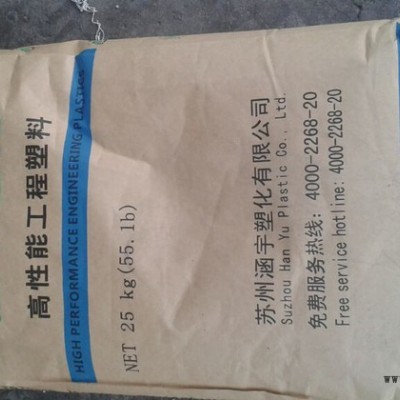 高性能工程塑料
HIGH PERFORMANCE ENGINEERING PLASTICS
NET 25 kg(55.1b)
苏州涵宇塑化有限公司
Suzhou Han Yu Plastic Co., Ltd.
免费服务热线: 4000-2268-20
Free service hotline: 4000-2268-20
www.